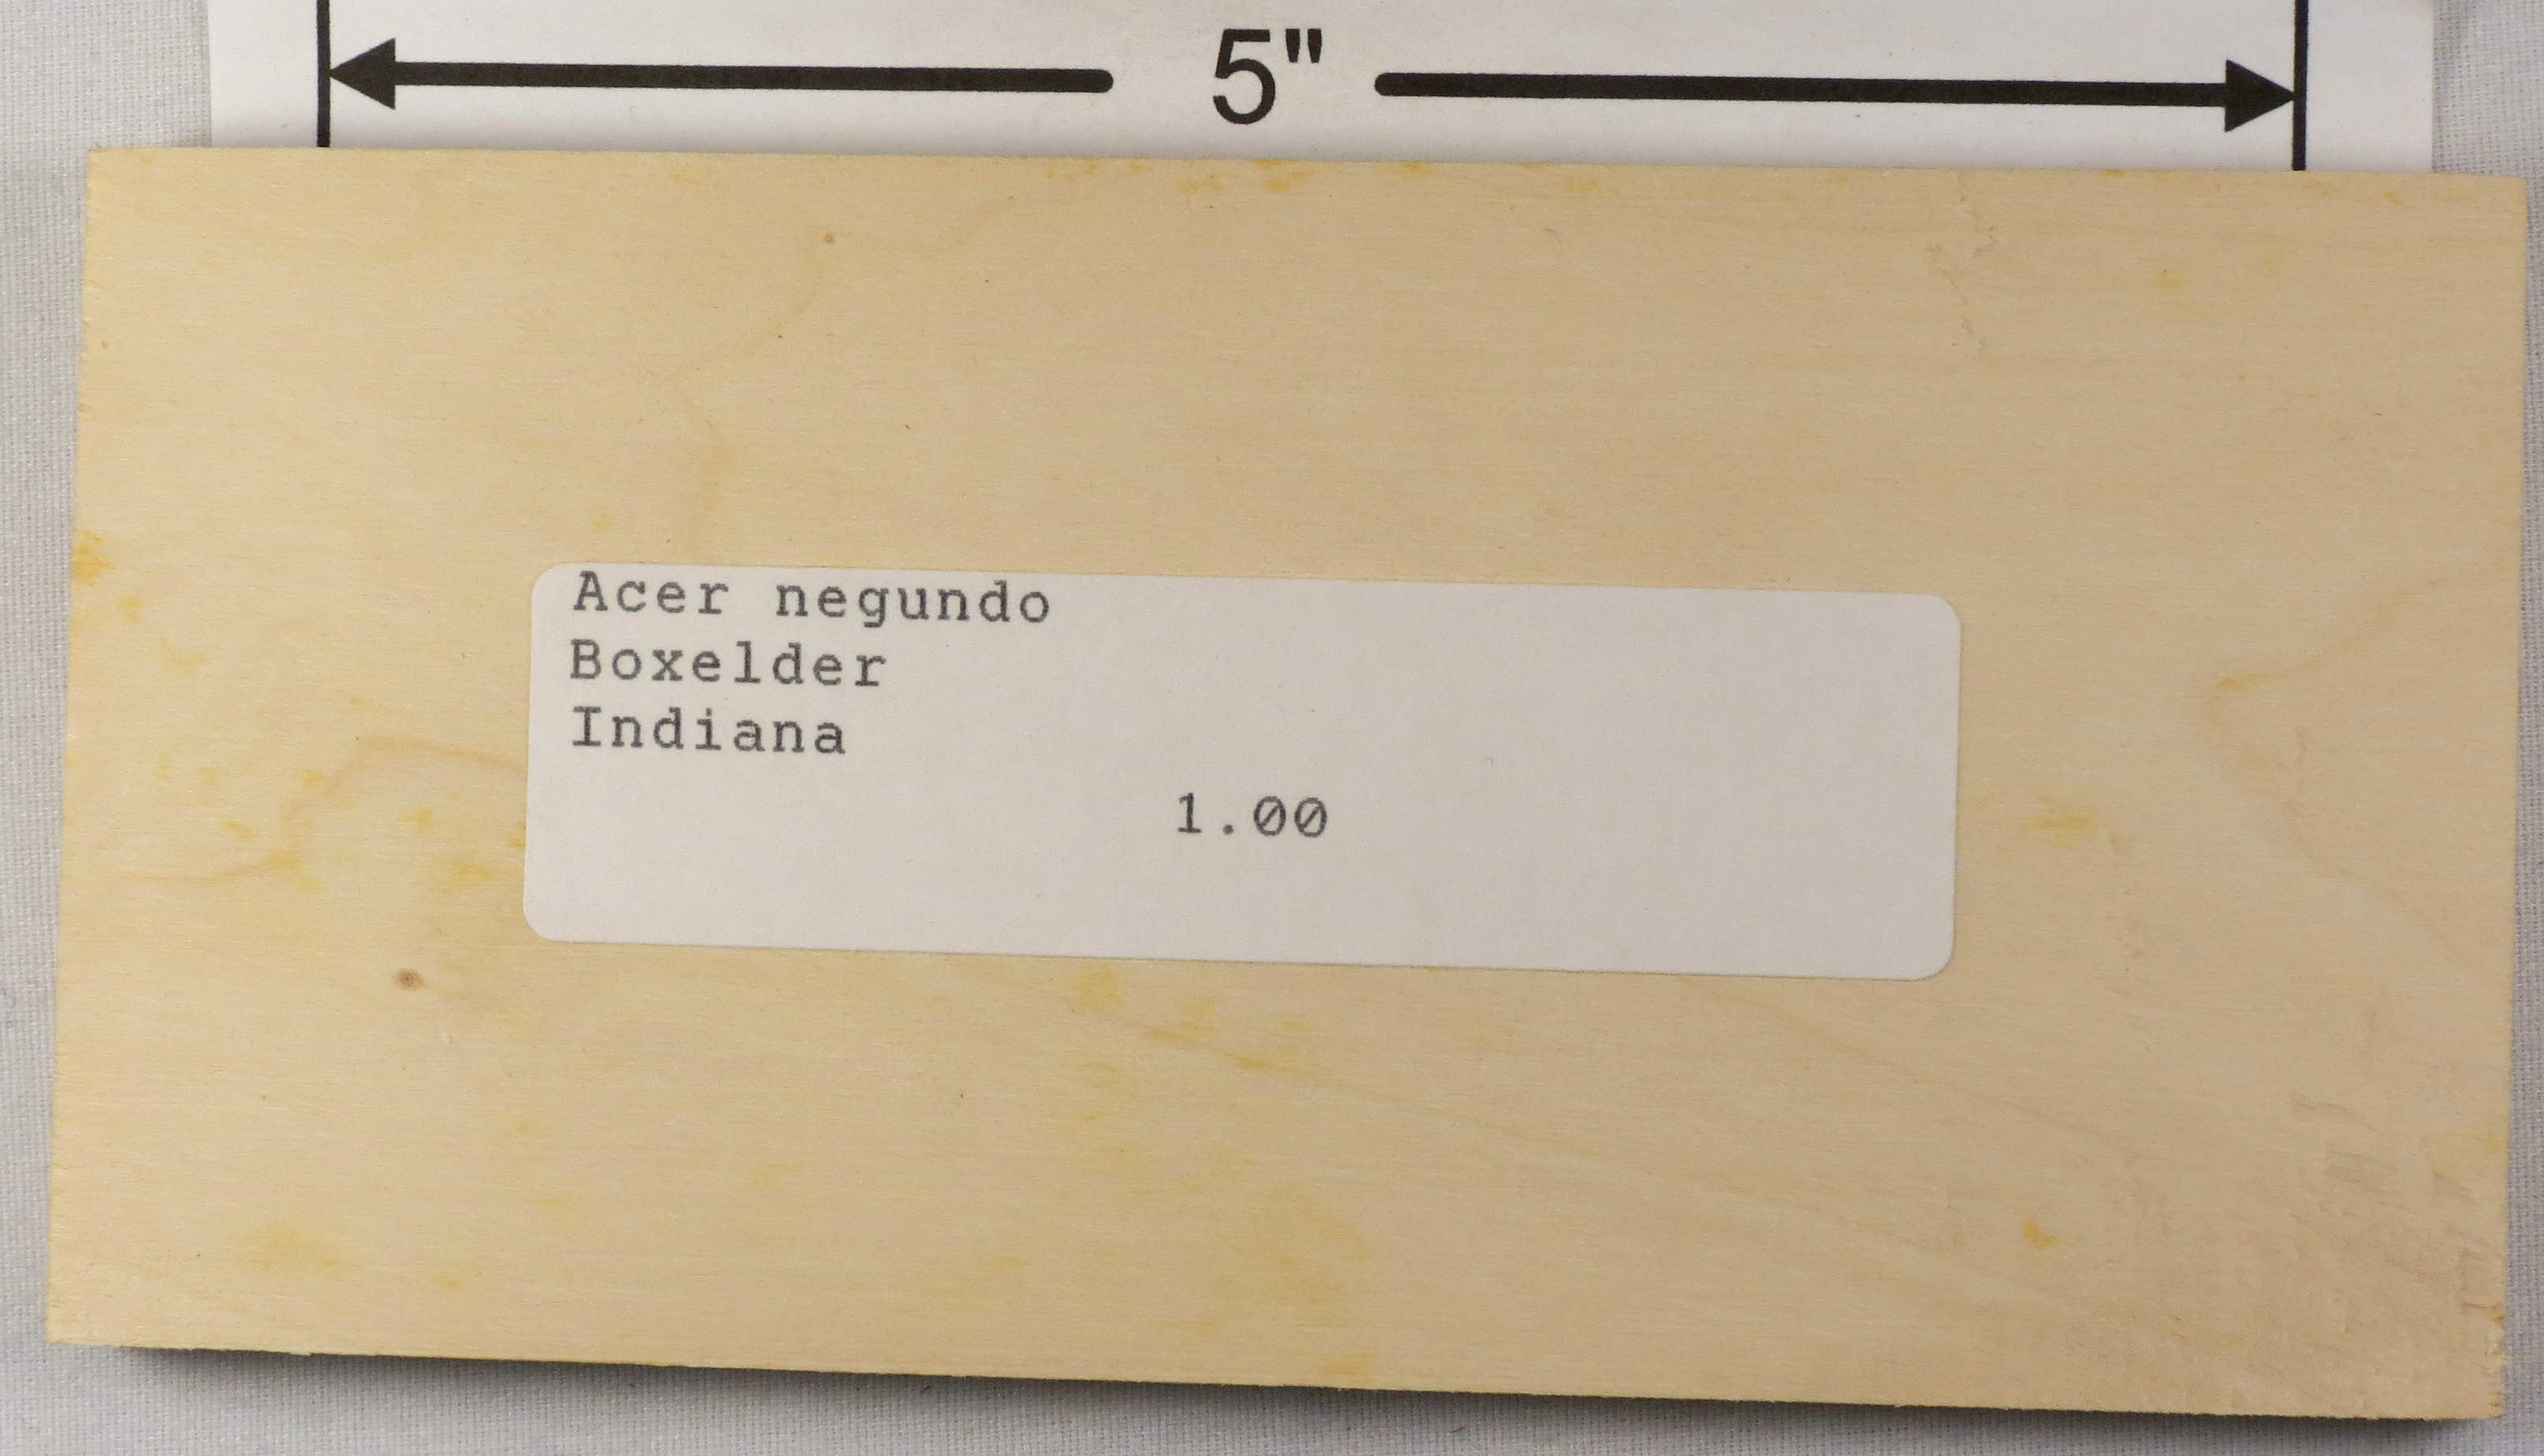 5"
Acer negundo
Boxelder
Indiana
1.00